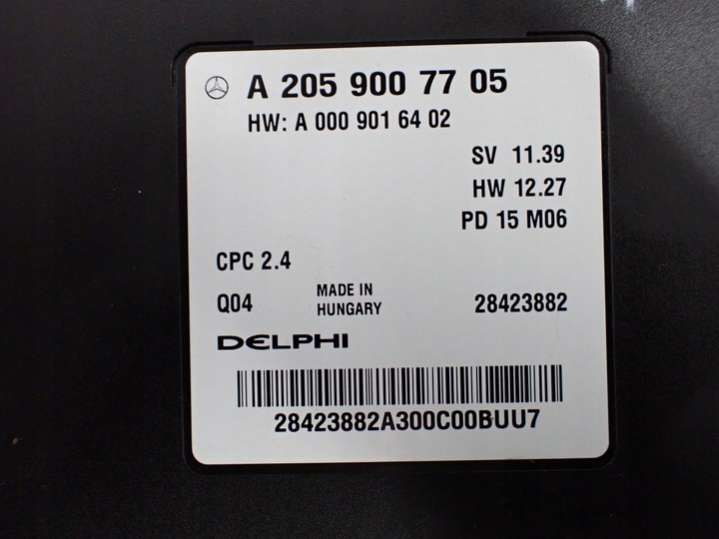 A 205 900 77 05
HW: A 000 901 64 02
SV 11.39
HW 12.27
PD 15 M06
CPC 2.4
Q04
MADE IN
HUNGARY
28423882
DELPHI
28423882A300C00BUU7